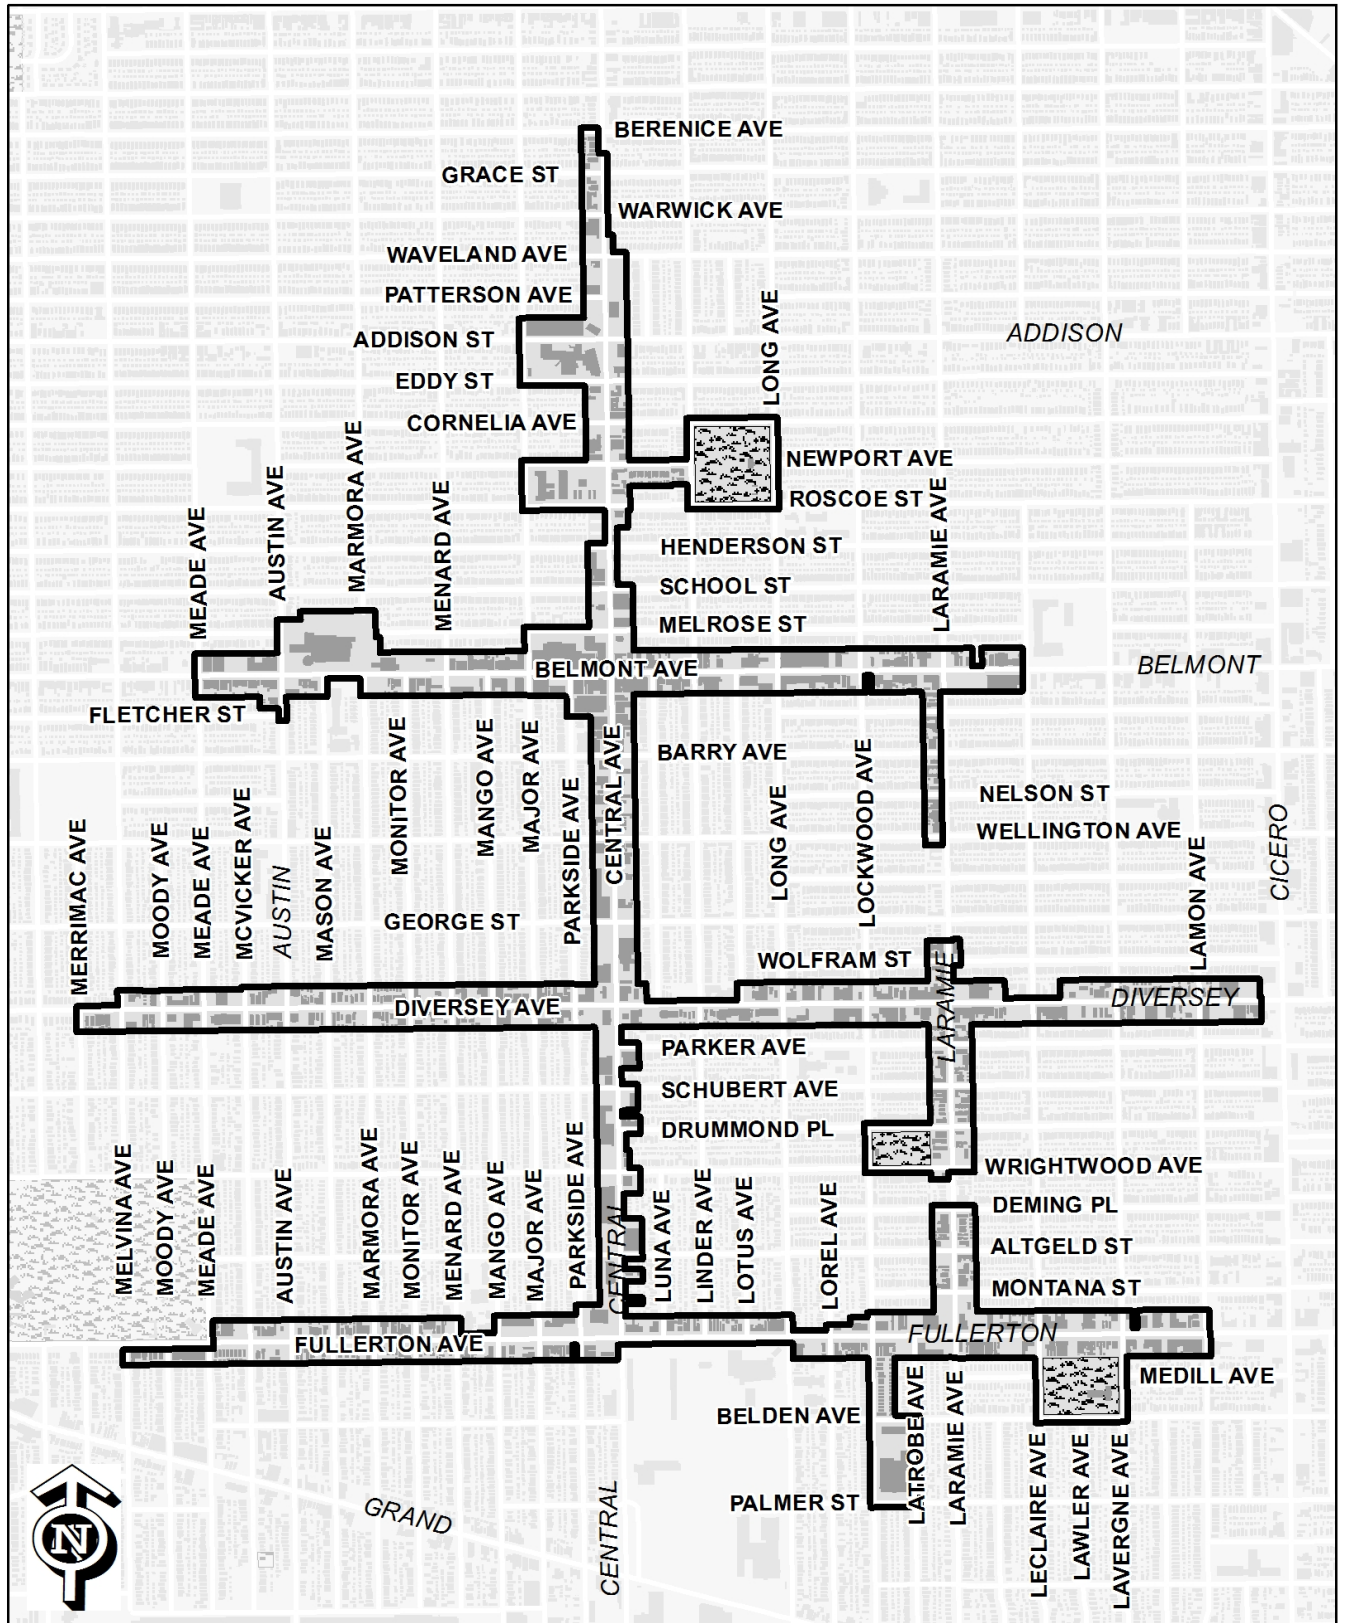 BERENICE AVE
GRACE ST
WARWICK AVE
WAVELAND AVE
PATTERSON AVE
LONG AVE
ADDISON
ADDISON ST
EDDY ST
CORNELIA AVE
MARMORA AVE
NEWPORT AVE
AUSTIN AVE
MENARD AVE
ROSCOE ST
LARAMIE AVE
MEADE AVE
HENDERSON ST
SCHOOL ST
MELROSE ST
BELMONT AVE
BELMONT
FLETCHER ST
MONITOR AVE
MANGO AVE
MAJOR AVE
CENTRAL AVE
BARRY AVE
LOCKWOOD AVE
PARKSIDE AVE
LONG AVE
NELSON ST
WELLINGTON AVE
CICERO
MERRIMAC AVE
MOODY AVE
MEADE AVE
MCVICKER AVE
AUSTIN
MASON AVE
LAMON AVE
GEORGE ST
WOLFRAM ST
DIVERSEY AVE
DIVERSEY
LARAMIE
PARKER AVE
SCHUBERT AVE
DRUMMOND PL
MELVINA AVE
MOODY AVE
MEADE AVE
AUSTIN AVE
MARMORA AVE
MONITOR AVE
MENARD AVE
MANGO AVE
MAJOR AVE
PARKSIDE AVE
CENTRAL
LUNA AVE
LINDER AVE
LOTUS AVE
LOREL AVE
WRIGHTWOOD AVE
DEMING PL
ALTGELD ST
MONTANA ST
FULLERTON AVE
FULLERTON
MEDILL AVE
BELDEN AVE
LATROBE AVE
LARAMIE AVE
LECLAIRE AVE
LAWLER AVE
LAVERGNE AVE
PALMER ST
GRAND
CENTRAL
N